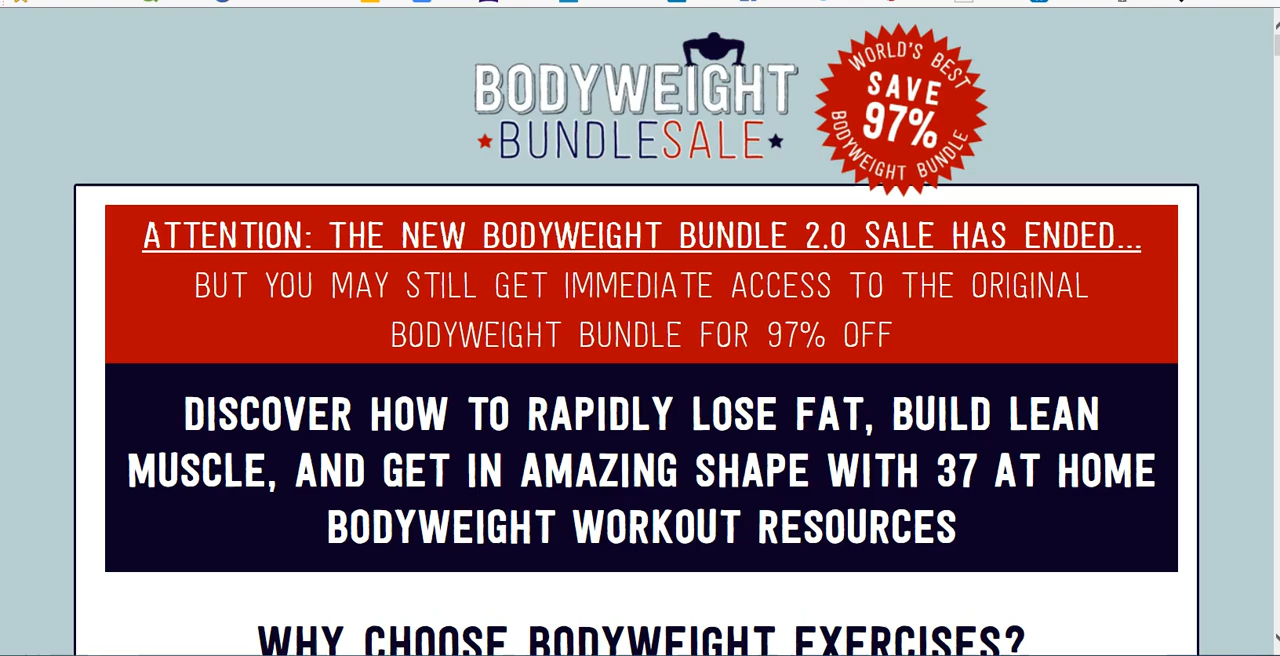 BODYWEIGHT
BUNDLESALE
WORLD'S BEST
SAVE
97%
BODYWEIGHT BUNDLE
ATTENTION: THE NEW BODYWEIGHT BUNDLE 2.0 SALE HAS ENDED...
BUT YOU MAY STILL GET IMMEDIATE ACCESS TO THE ORIGINAL
BODYWEIGHT BUNDLE FOR 97% OFF
DISCOVER HOW TO RAPIDLY LOSE FAT, BUILD LEAN
MUSCLE, AND GET IN AMAZING SHAPE WITH 37 AT HOME
BODYWEIGHT WORKOUT RESOURCES
WHY CHOOSE BODYWEIGHT EXERCISES?